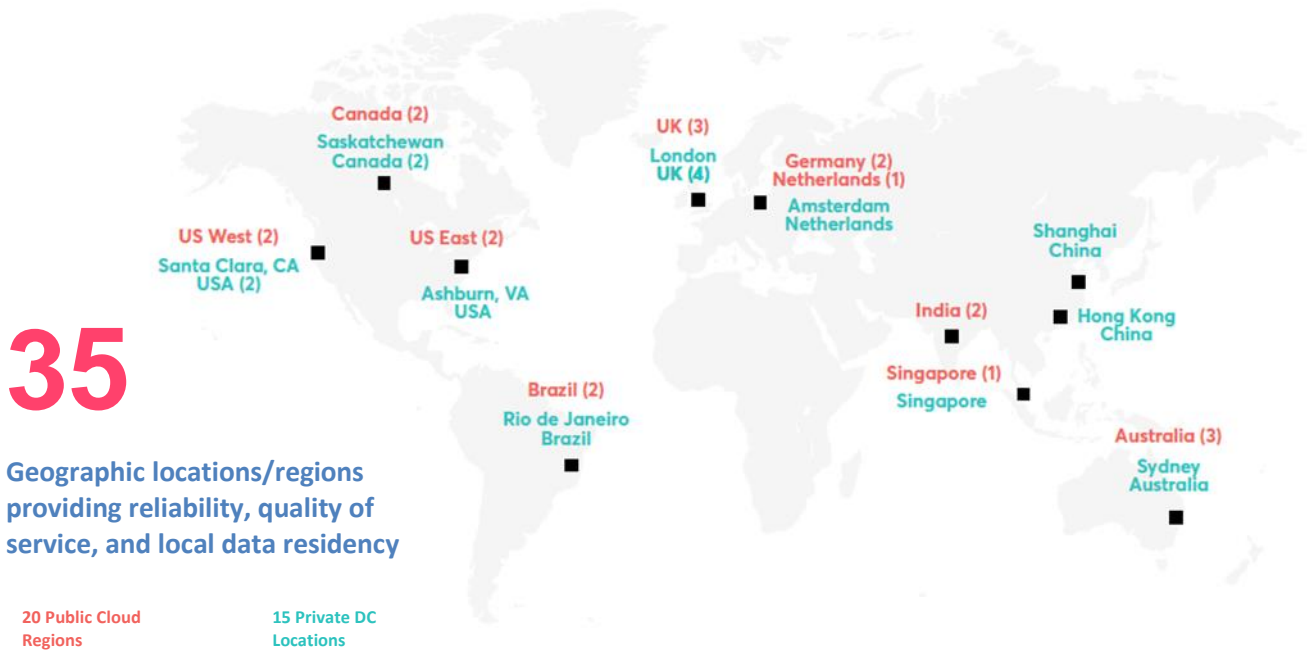 Canada (2)
Saskatchewan
Canada (2)
UK (3)
London
UK (4)
Germany (2)
Netherlands (1)
Amsterdam
Netherlands
US West (2)
Santa Clara, CA
USA (2)
US East (2)
Ashburn, VA
USA
Shanghai
China
India (2)
Hong Kong
China
Singapore (1)
Singapore
Brazil (2)
Rio de Janeiro
Brazil
Australia (3)
Sydney
Australia
35
Geographic locations/regions
providing reliability, quality of
service, and local data residency
20 Public Cloud
Regions
15 Private DC
Locations